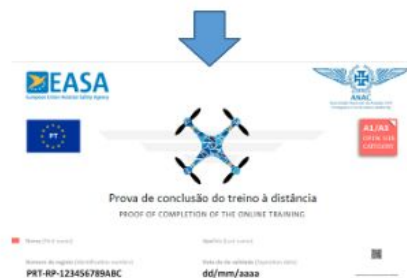 EASA
European Union Aviation Safety Agency
ANAC
PT
A1/A3
OPEN SUB
CATEGORY
Prova de conclusão do treino à distância
PROOF OF COMPLETION OF THE ONLINE TRAINING
Nome (First name)
Apelido (Last name)
Número de registo (Identification number)
Data de validade (Expiration date)
PRT-RP-123456789ABC
dd/mm/aaaa